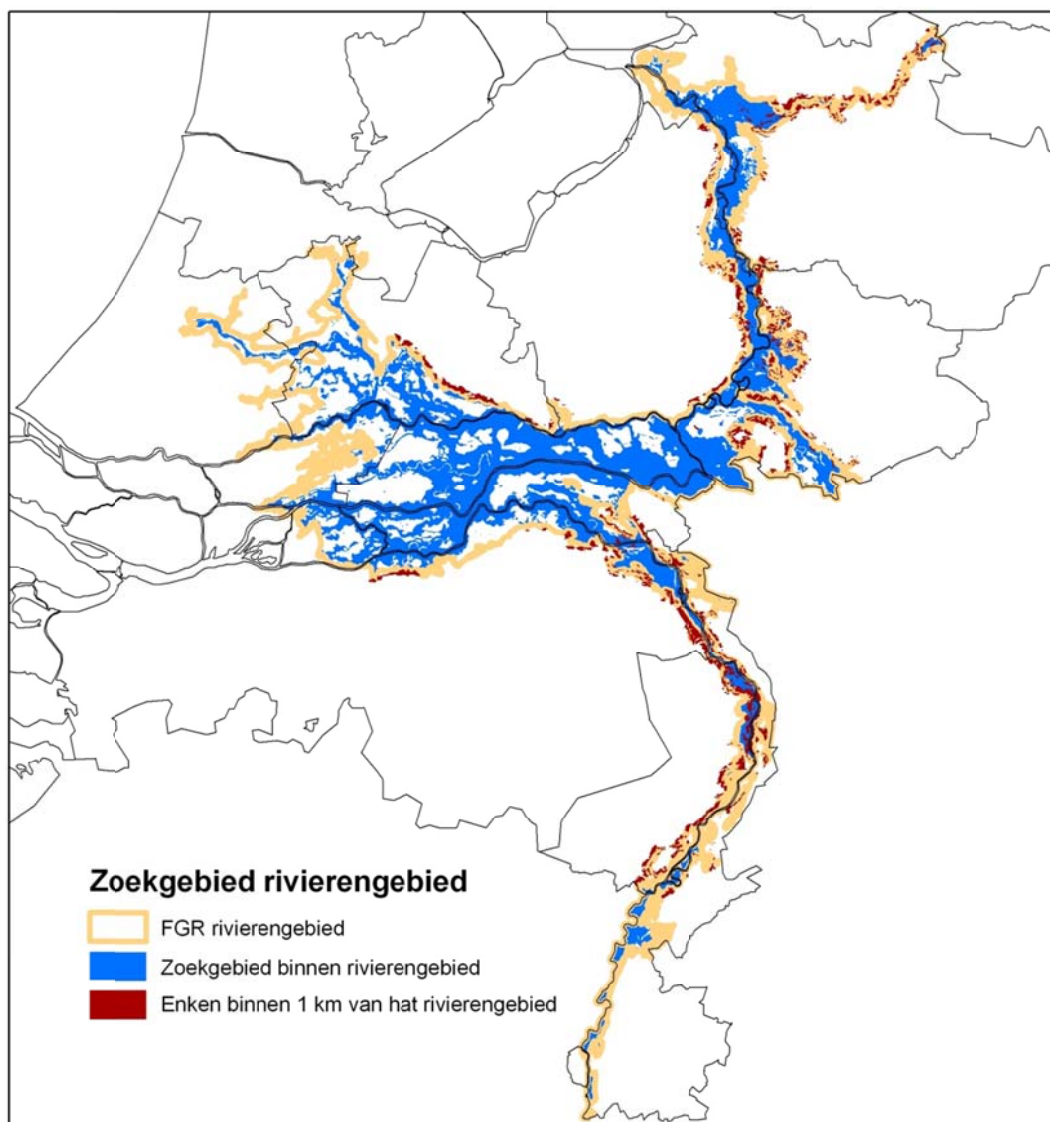 Zoekgebied rivierengebied
FGR rivierengebied
Zoekgebied binnen rivierengebied
Enken binnen 1 km van hat rivierengebied